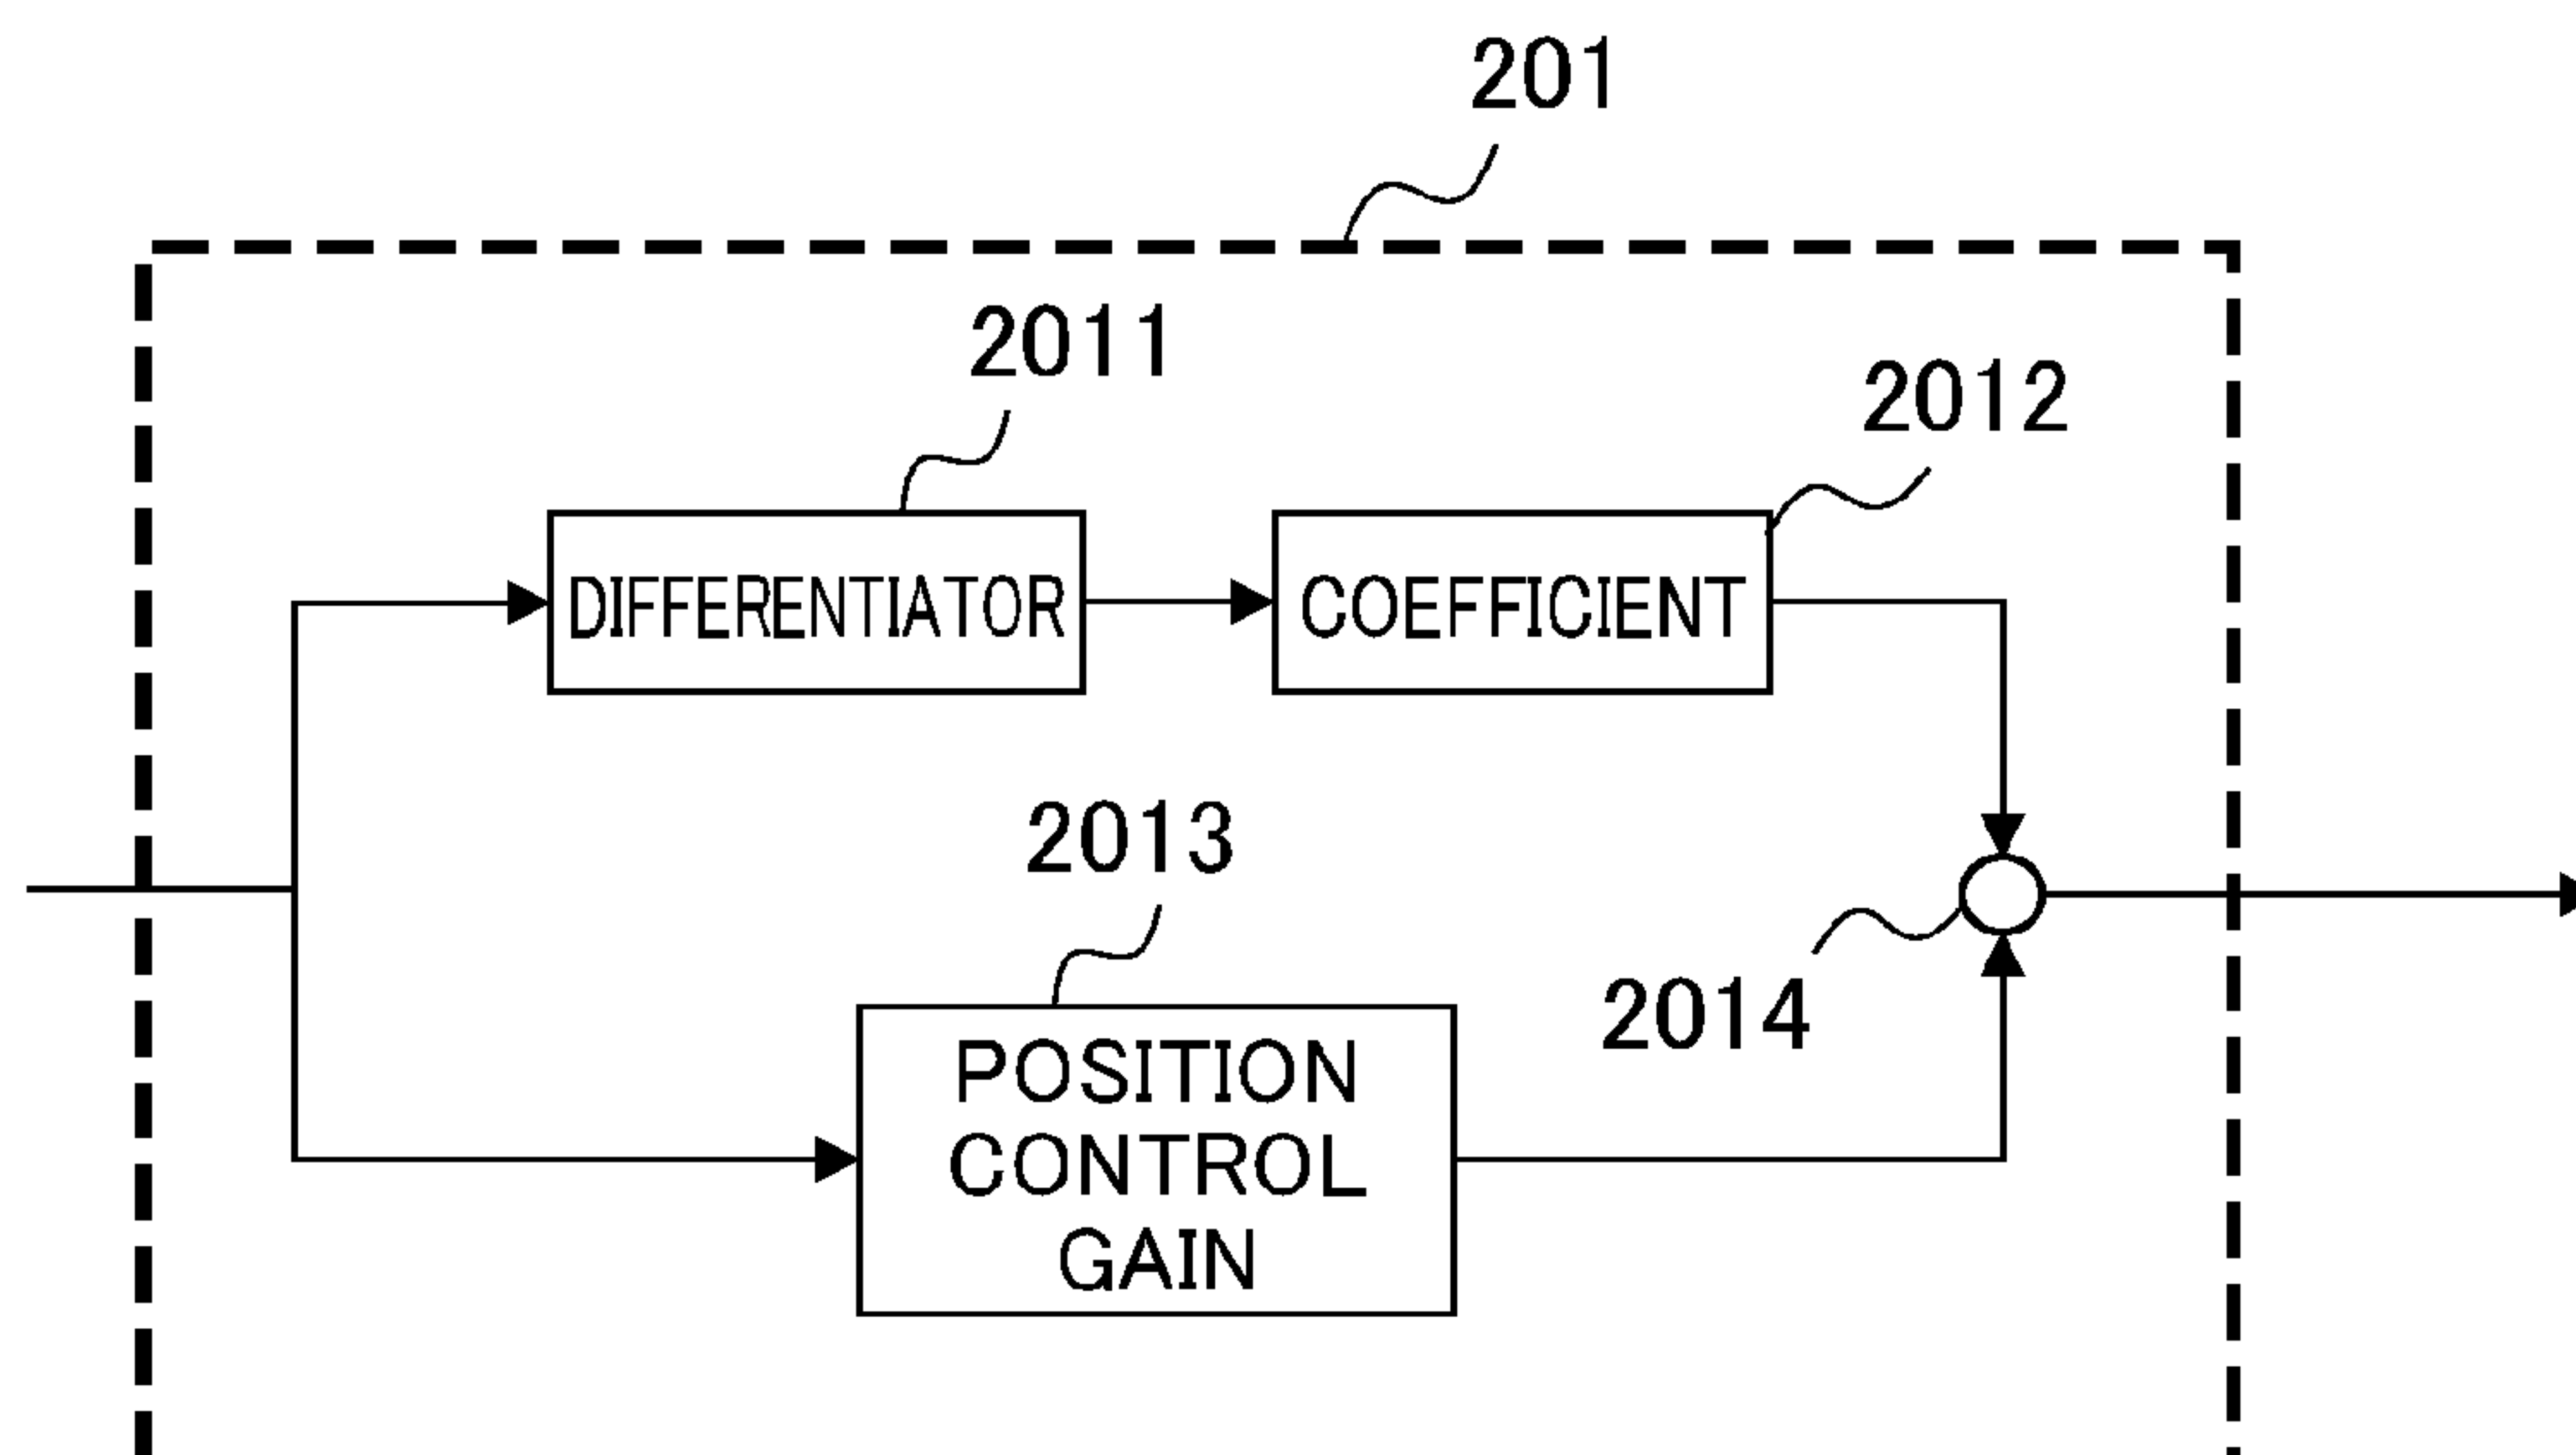 201
2011
2012
DIFFERENTIATOR
COEFFICIENT
2013
2014
POSITION
CONTROL
GAIN